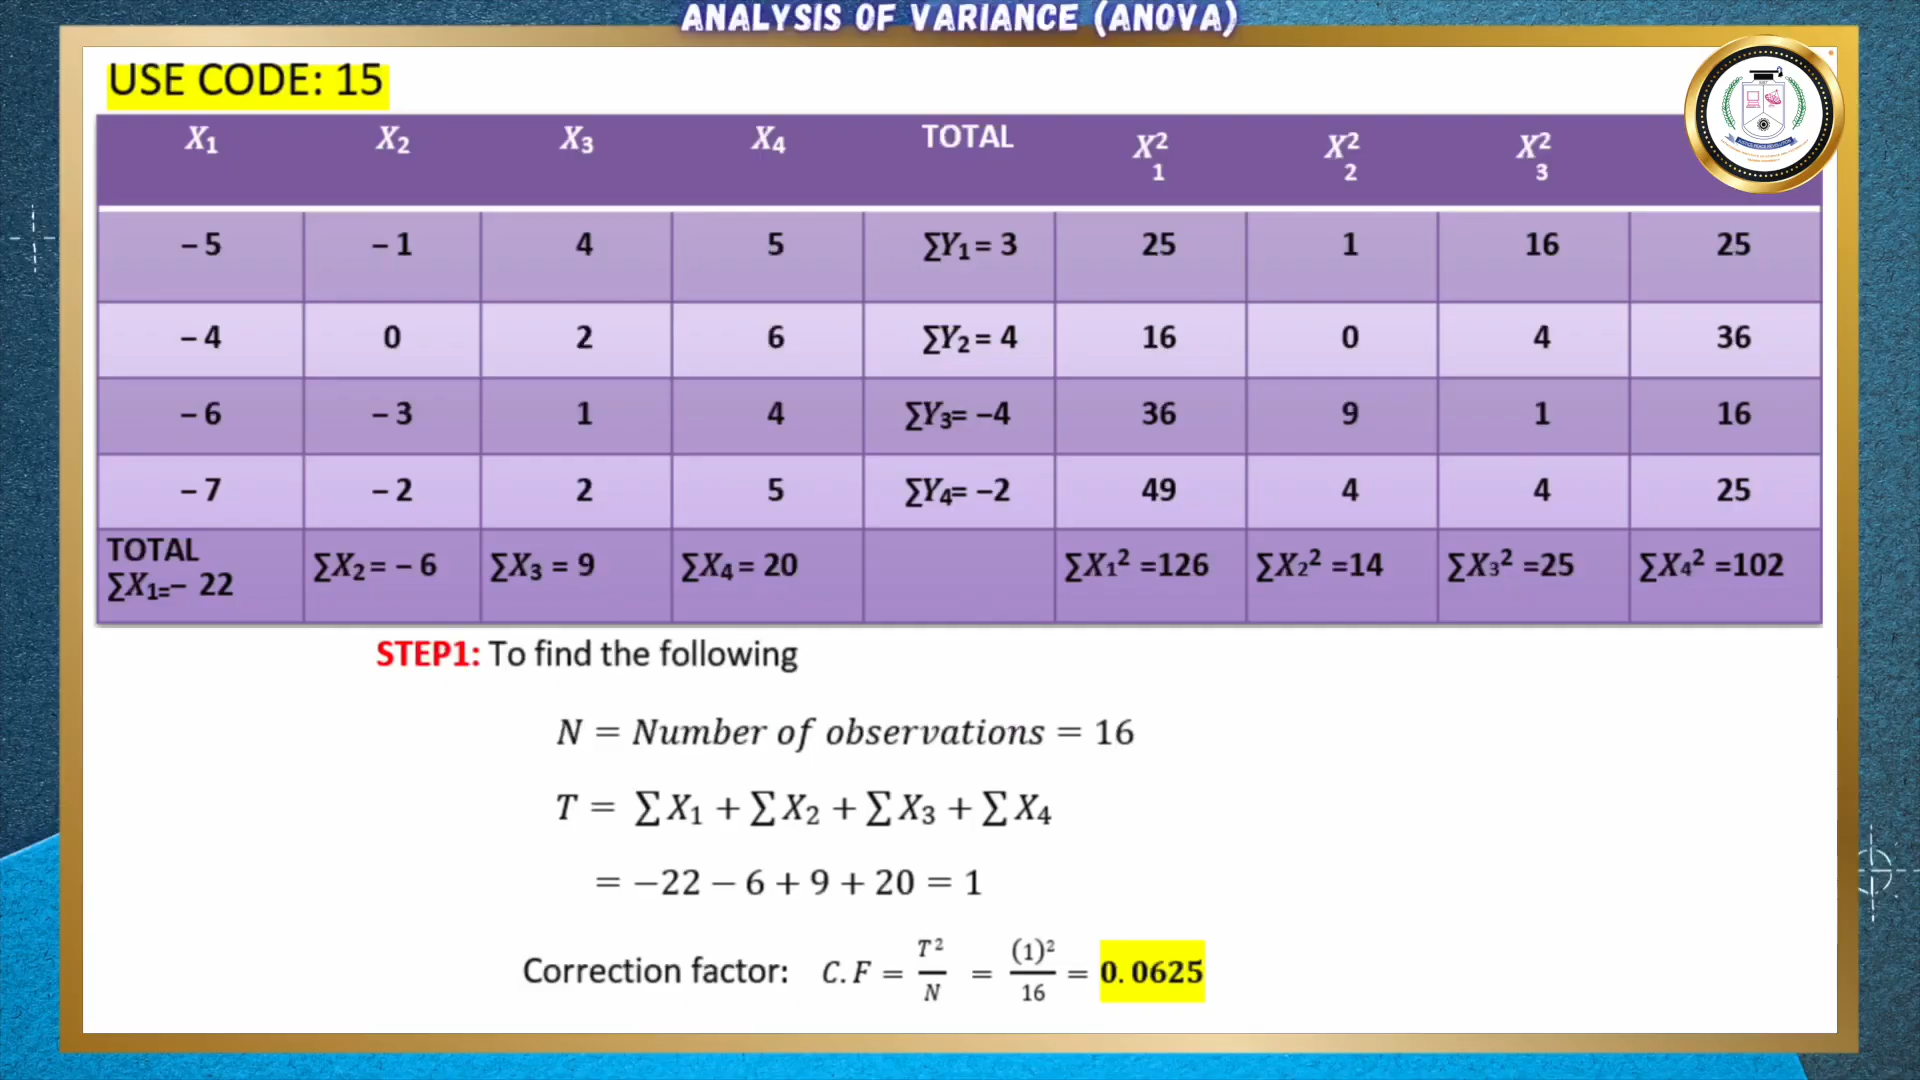 ANALYSIS OF VARIANCE (ANOVA)
USE CODE: 15
X₁ X₂ X₃ X₄ TOTAL X²₁ X²₂ X²₃
– 5 – 1 4 5 ∑Y₁ = 3 25 1 16 25
– 4 0 2 6 ∑Y₂ = 4 16 0 4 36
– 6 – 3 1 4 ∑Y₃= –4 36 9 1 16
– 7 – 2 2 5 ∑Y₄= –2 49 4 4 25
TOTAL
∑X₁=– 22 ∑X₂ = – 6 ∑X₃ = 9 ∑X₄ = 20 ∑X₁² =126 ∑X₂² =14 ∑X₃² =25 ∑X₄² =102
STEP1: To find the following
N = Number of observations = 16
T = ∑ X₁ + ∑ X₂ + ∑ X₃ + ∑ X₄
= −22 − 6 + 9 + 20 = 1
Correction factor: C.F = T²/N = (1)²/16 = 0.0625